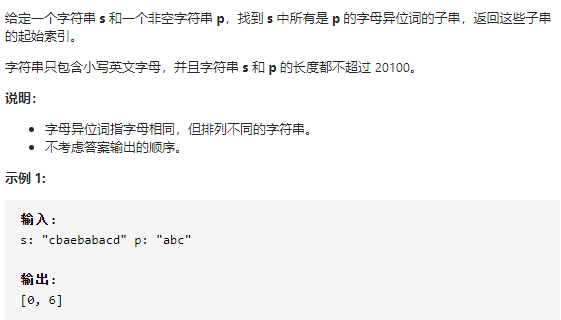 给定一个字符串 s 和一个非空字符串 p，找到 s 中所有是 p 的字母异位词的子串，返回这些子串
的起始索引。
字符串只包含小写英文字母，并且字符串 s 和 p 的长度都不超过 20100。
说明：
• 字母异位词指字母相同，但排列不同的字符串。
• 不考虑答案输出的顺序。
示例 1:
输入:
s: "cbaebabacd" p: "abc"
输出:
[0, 6]